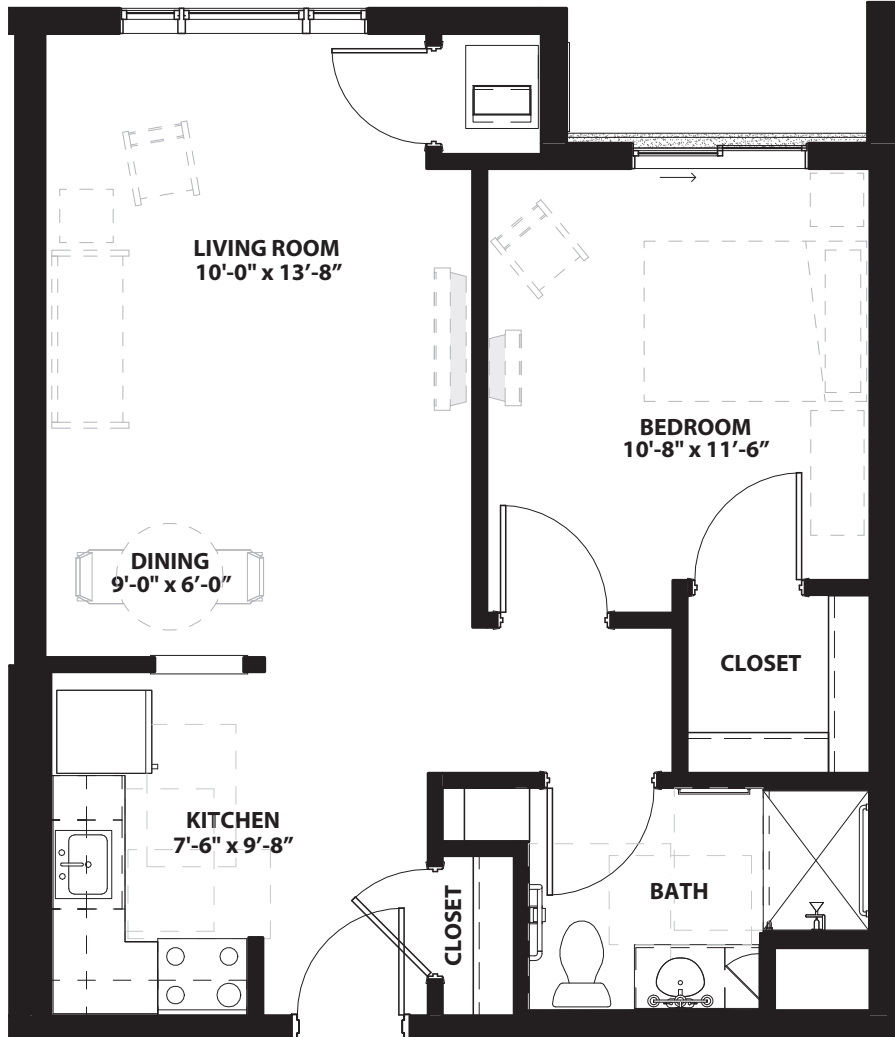 LIVING ROOM
10'-0" x 13’-8”
BEDROOM
10'-8" x 11’-6”
DINING
9'-0" x 6’-0”
CLOSET
KITCHEN
7'-6" x 9’-8”
CLOSET
BATH